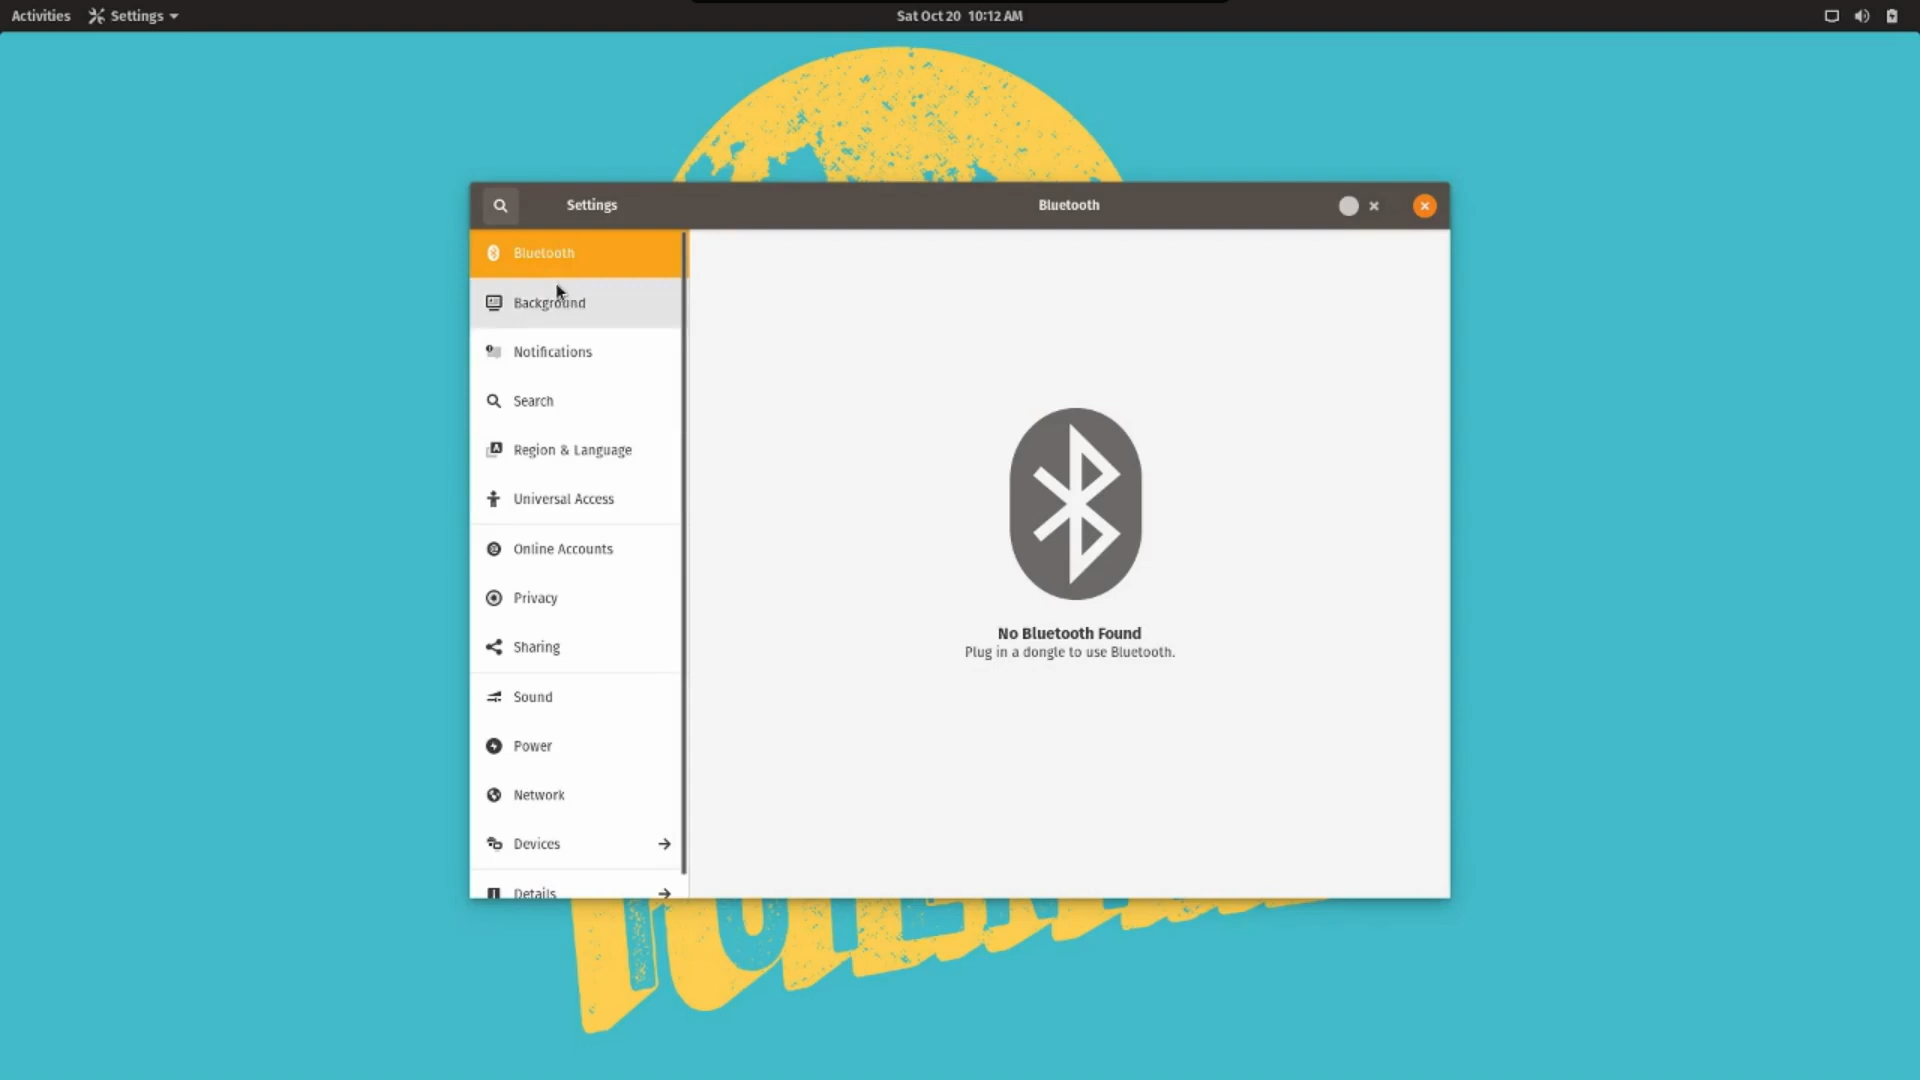 Activities Settings Sat Oct 20 10:12 AM
Settings Bluetooth
Bluetooth
Background
Notifications
Search
Region & Language
Universal Access
Online Accounts
Privacy
Sharing
Sound
Power
Network
Devices
Details
No Bluetooth Found
Plug in a dongle to use Bluetooth.